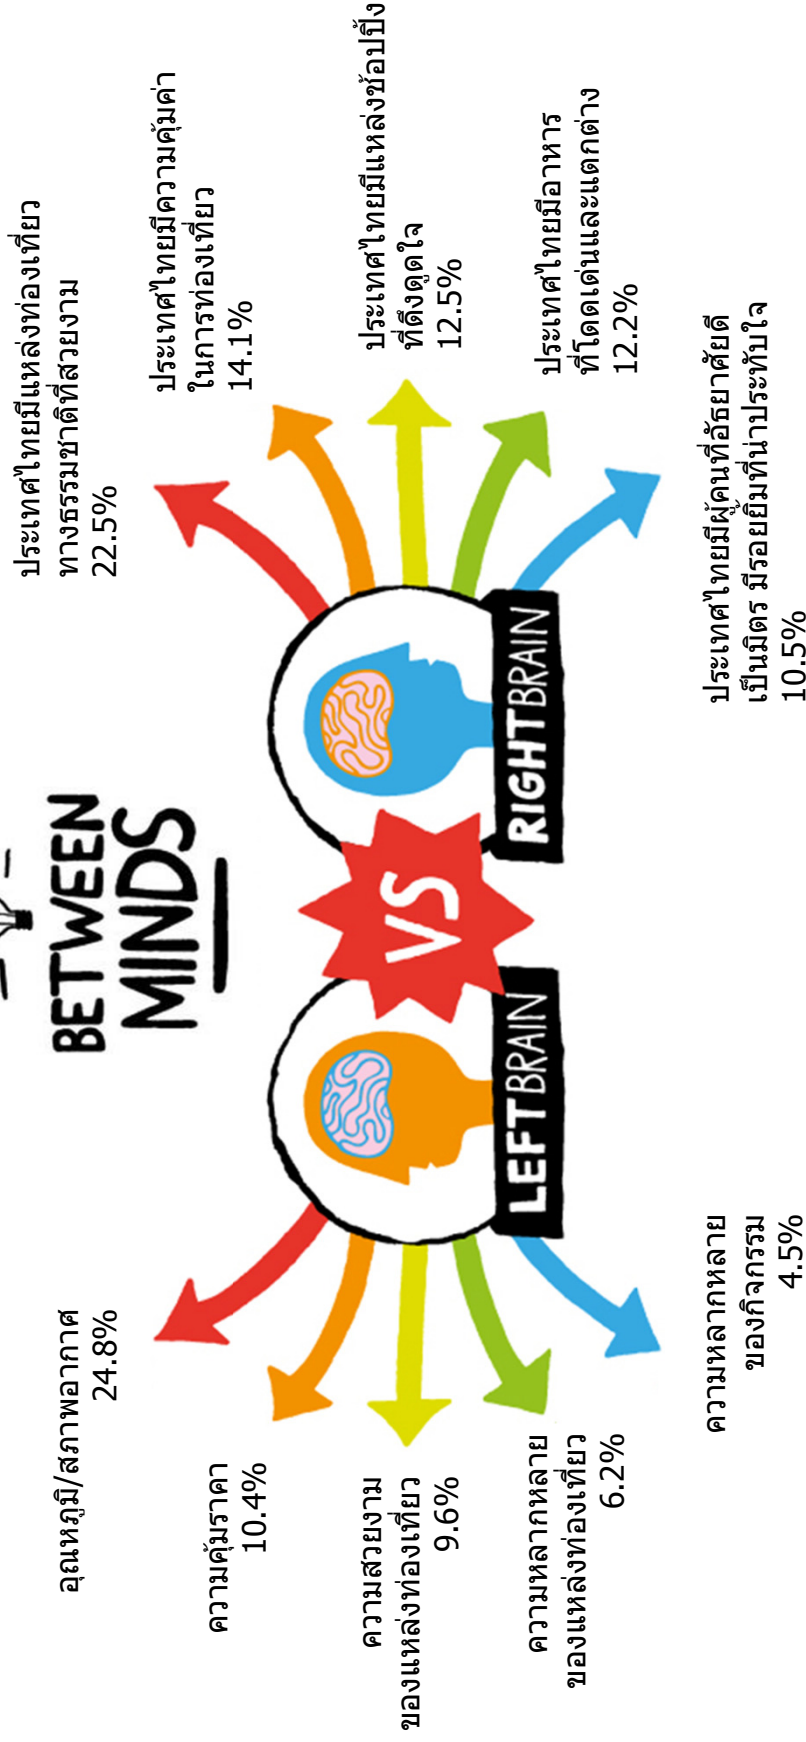 BETWEEN
MINDS
อุณหภูมิ/สภาพอากาศ
24.8%
ความคุ้มราคา
10.4%
ความสวยงาม
ของแหล่งท่องเที่ยว
9.6%
ความหลากหลาย
ของแหล่งท่องเที่ยว
6.2%
ความหลากหลาย
ของกิจกรรม
4.5%
LEFTBRAIN
VS
RIGHTBRAIN
ประเทศไทยมีแหล่งท่องเที่ยว
ทางธรรมชาติที่สวยงาม
22.5%
ประเทศไทยมีความคุ้มค่า
ในการท่องเที่ยว
14.1%
ประเทศไทยมีแหล่งช้อปปิ้ง
ที่ดึงดูดใจ
12.5%
ประเทศไทยมีอาหาร
ที่โดดเด่นและแตกต่าง
12.2%
ประเทศไทยมีผู้คนที่อัธยาศัยดี
เป็นมิตร มีรอยยิ้มที่น่าประทับใจ
10.5%